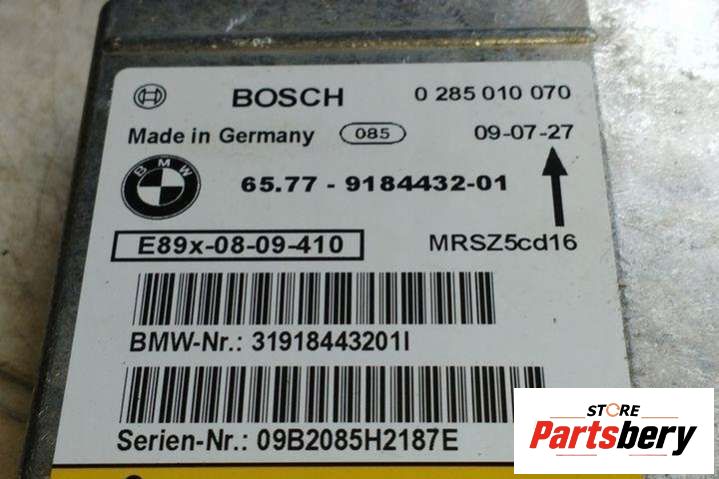 BOSCH 0 285 010 070
Made in Germany 085 09-07-27
BMW 65.77 - 9184432-01
E89x-08-09-410 MRSZ5cd16
BMW-Nr.: 31918443201I
Serien-Nr.: 09B2085H2187E
STORE
Partsbery